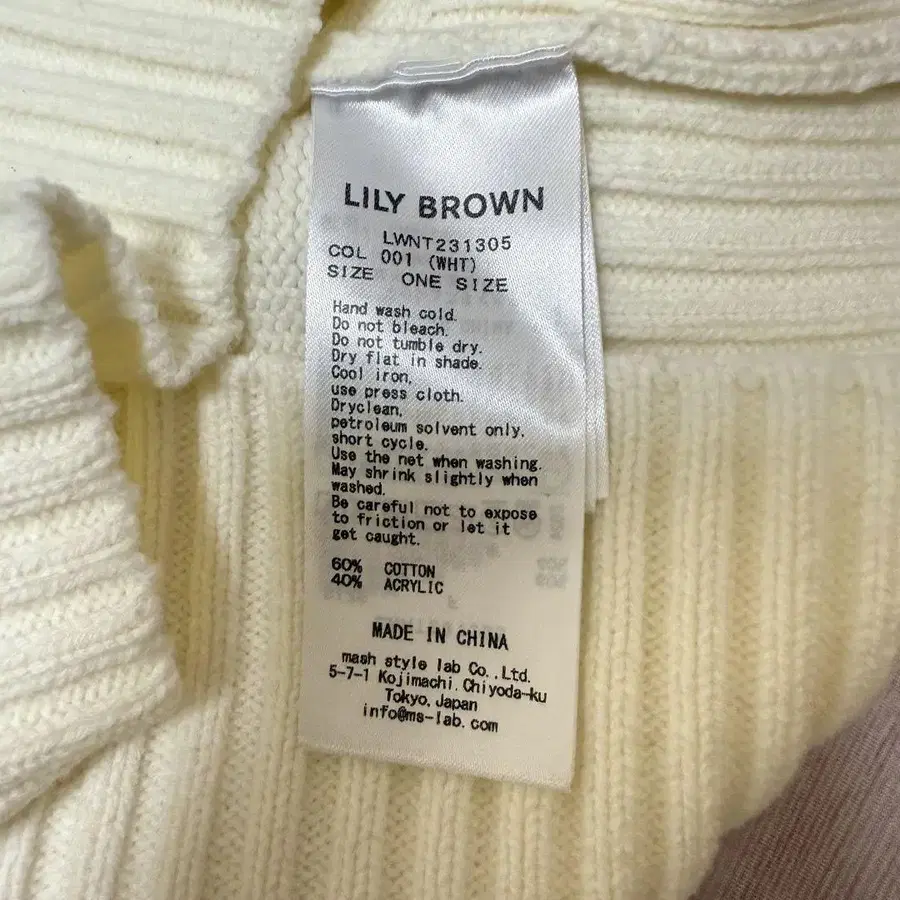 LILY BROWN
LWNT231305
COL 001 (WHT)
SIZE ONE SIZE
Hand wash cold.
Do not bleach.
Do not tumble dry.
Dry flat in shade.
Cool iron,
use press cloth.
Dryclean,
petroleum solvent only,
short cycle.
Use the net when washing.
May shrink slightly when
washed.
Be careful not to expose
to friction or let it
get caught.
60% COTTON
40% ACRYLIC
MADE IN CHINA
mash style lab Co.,Ltd.
5-7-1 Kojimachi,Chiyoda-ku
Tokyo,Japan
info@ms-lab.com